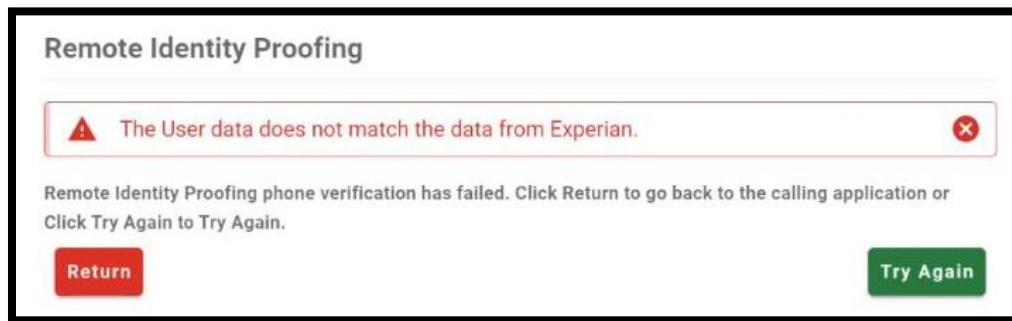 Remote Identity Proofing
The User data does not match the data from Experian.
Remote Identity Proofing phone verification has failed. Click Return to go back to the calling application or
Click Try Again to Try Again.
Return
Try Again